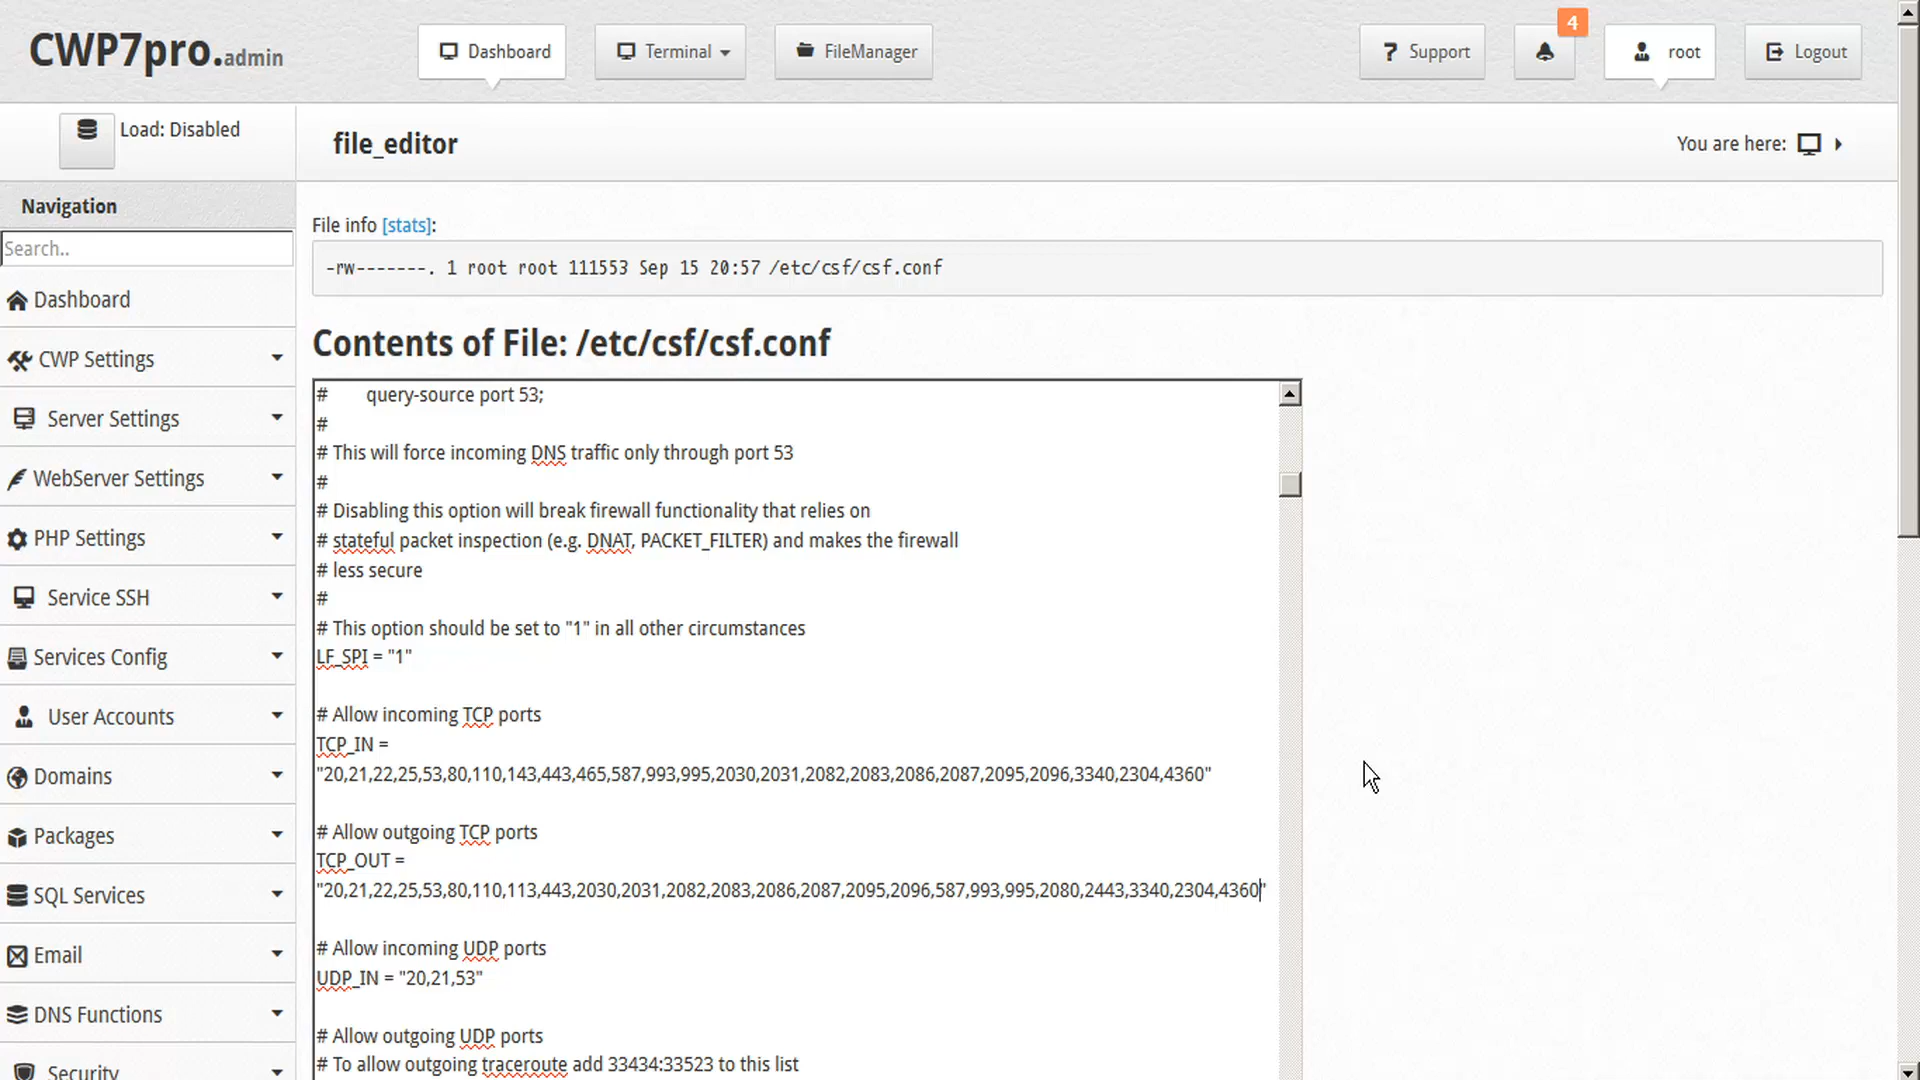 CWP7pro.admin
Dashboard
Terminal
FileManager
? Support
4
root
Logout
Load: Disabled
file_editor
You are here:
Navigation
Search..
Dashboard
CWP Settings
Server Settings
WebServer Settings
PHP Settings
Service SSH
Services Config
User Accounts
Domains
Packages
SQL Services
Email
DNS Functions
Security
File info [stats]:
-rw-------. 1 root root 111553 Sep 15 20:57 /etc/csf/csf.conf
Contents of File: /etc/csf/csf.conf
# query-source port 53;
#
# This will force incoming DNS traffic only through port 53
#
# Disabling this option will break firewall functionality that relies on
# stateful packet inspection (e.g. DNAT, PACKET_FILTER) and makes the firewall
# less secure
#
# This option should be set to "1" in all other circumstances
LF_SPI = "1"
# Allow incoming TCP ports
TCP_IN =
"20,21,22,25,53,80,110,143,443,465,587,993,995,2030,2031,2082,2083,2086,2087,2095,2096,3340,2304,4360"
# Allow outgoing TCP ports
TCP_OUT =
"20,21,22,25,53,80,110,113,443,2030,2031,2082,2083,2086,2087,2095,2096,587,993,995,2080,2443,3340,2304,4360"
# Allow incoming UDP ports
UDP_IN = "20,21,53"
# Allow outgoing UDP ports
# To allow outgoing traceroute add 33434:33523 to this list